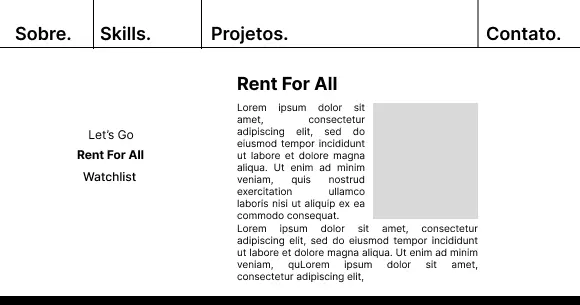 Sobre.
Skills.
Projetos.
Contato.
Let's Go
Rent For All
Watchlist
Rent For All
Lorem ipsum dolor sit
amet, consectetur
adipiscing elit, sed do
eiusmod tempor incididunt
ut labore et dolore magna
aliqua. Ut enim ad minim
veniam, quis nostrud
exercitation ullamco
laboris nisi ut aliquip ex ea
commodo consequat.
Lorem ipsum dolor sit amet, consectetur
adipiscing elit, sed do eiusmod tempor incididunt
ut labore et dolore magna aliqua. Ut enim ad minim
veniam, quLorem ipsum dolor sit amet,
consectetur adipiscing elit,